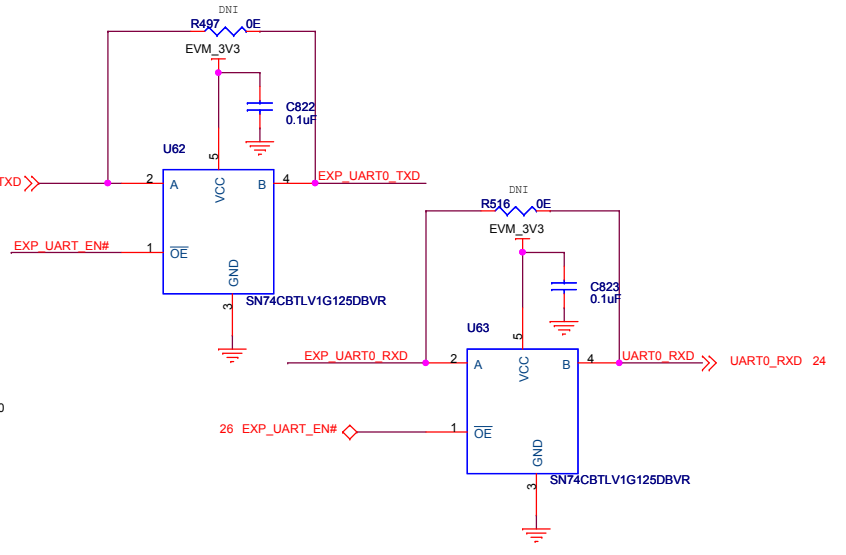 DNI
R497 0E
EVM_3V3
C822
0.1uF
U62
5
TXD
2 A VCC B 4 EXP_UART0_TXD
EXP_UART_EN# 1 OE
GND
3 SN74CBTLV1G125DBVR
DNI
R516 0E
EVM_3V3
C823
0.1uF
U63
5
EXP_UART0_RXD 2 A VCC B 4 UART0_RXD UART0_RXD 24
0
26 EXP_UART_EN# 1 OE
GND
3 SN74CBTLV1G125DBVR